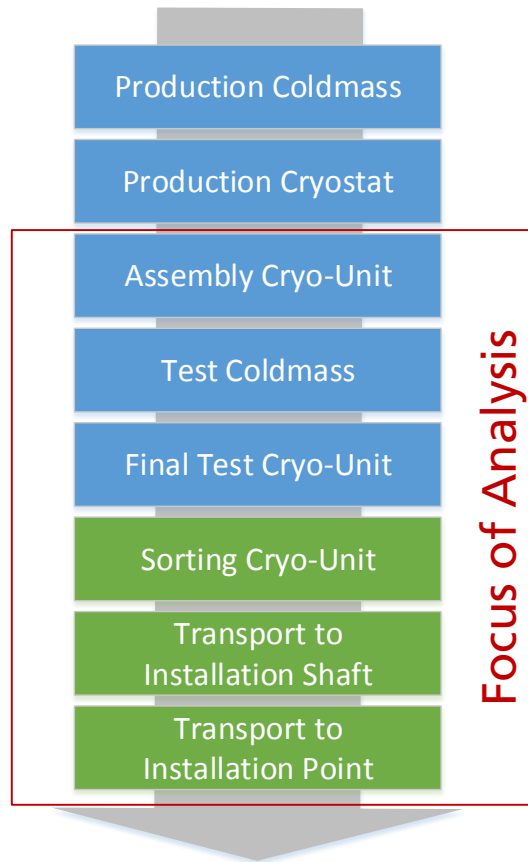 Production Coldmass
Production Cryostat
Assembly Cryo-Unit
Test Coldmass
Final Test Cryo-Unit
Sorting Cryo-Unit
Transport to
Installation Shaft
Transport to
Installation Point
Focus of Analysis